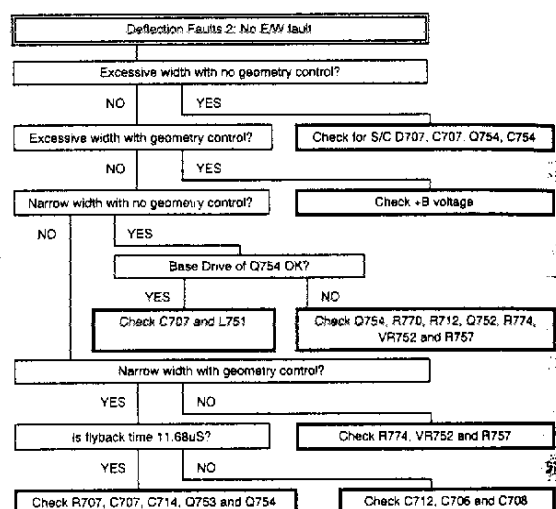 Deflection Faults 2: No E/W fault
Excessive width with no geometry control?
NO YES
Excessive width with geometry control?
Check for S/C D707, C707, Q754, C754
NO YES
Narrow width with no geometry control?
Check +B voltage
NO YES
Base Drive of Q754 OK?
YES NO
Check C707 and L751
Check Q754, R770, R712, Q752, R774,
VR752 and R757
Narrow width with geometry control?
YES NO
is flyback time 11.68uS?
Check R774, VR752 and R757
YES NO
Check R707, C707, C714, Q753 and Q754
Check C712, C706 and C708